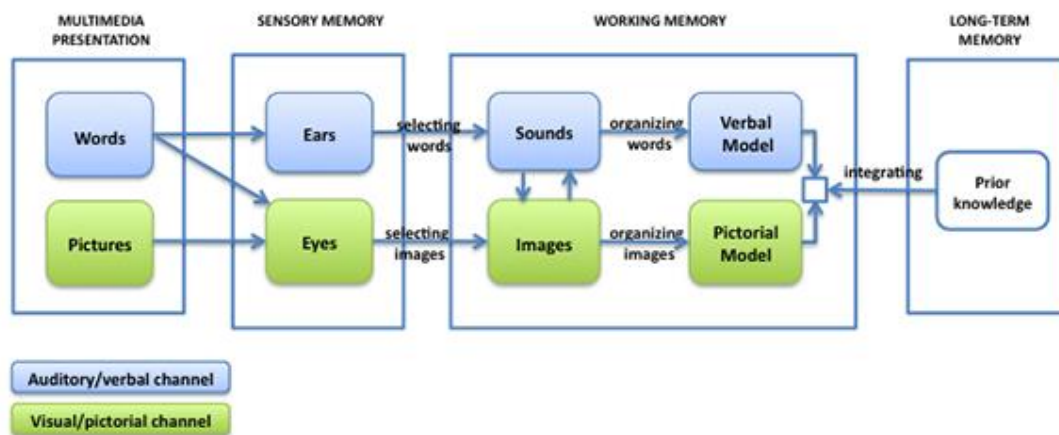 MULTIMEDIA
PRESENTATION
SENSORY MEMORY
WORKING MEMORY
LONG-TERM
MEMORY
Words
Ears
selecting
words
Sounds
organizing
words
Verbal
Model
integrating
Prior
knowledge
Pictures
Eyes
selecting
images
Images
organizing
images
Pictorial
Model
Auditory/verbal channel
Visual/pictorial channel